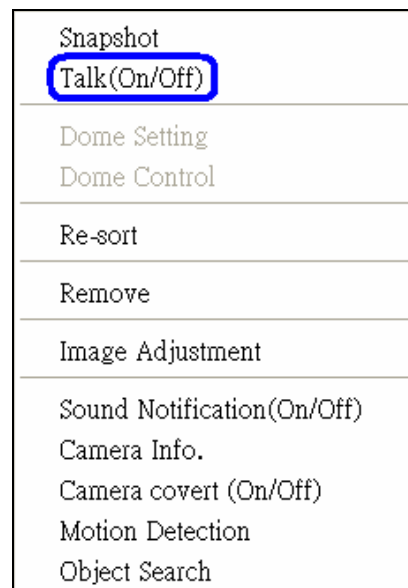 Snapshot
Talk(On/Off)
Dome Setting
Dome Control
Re-sort
Remove
Image Adjustment
Sound Notification(On/Off)
Camera Info.
Camera covert (On/Off)
Motion Detection
Object Search